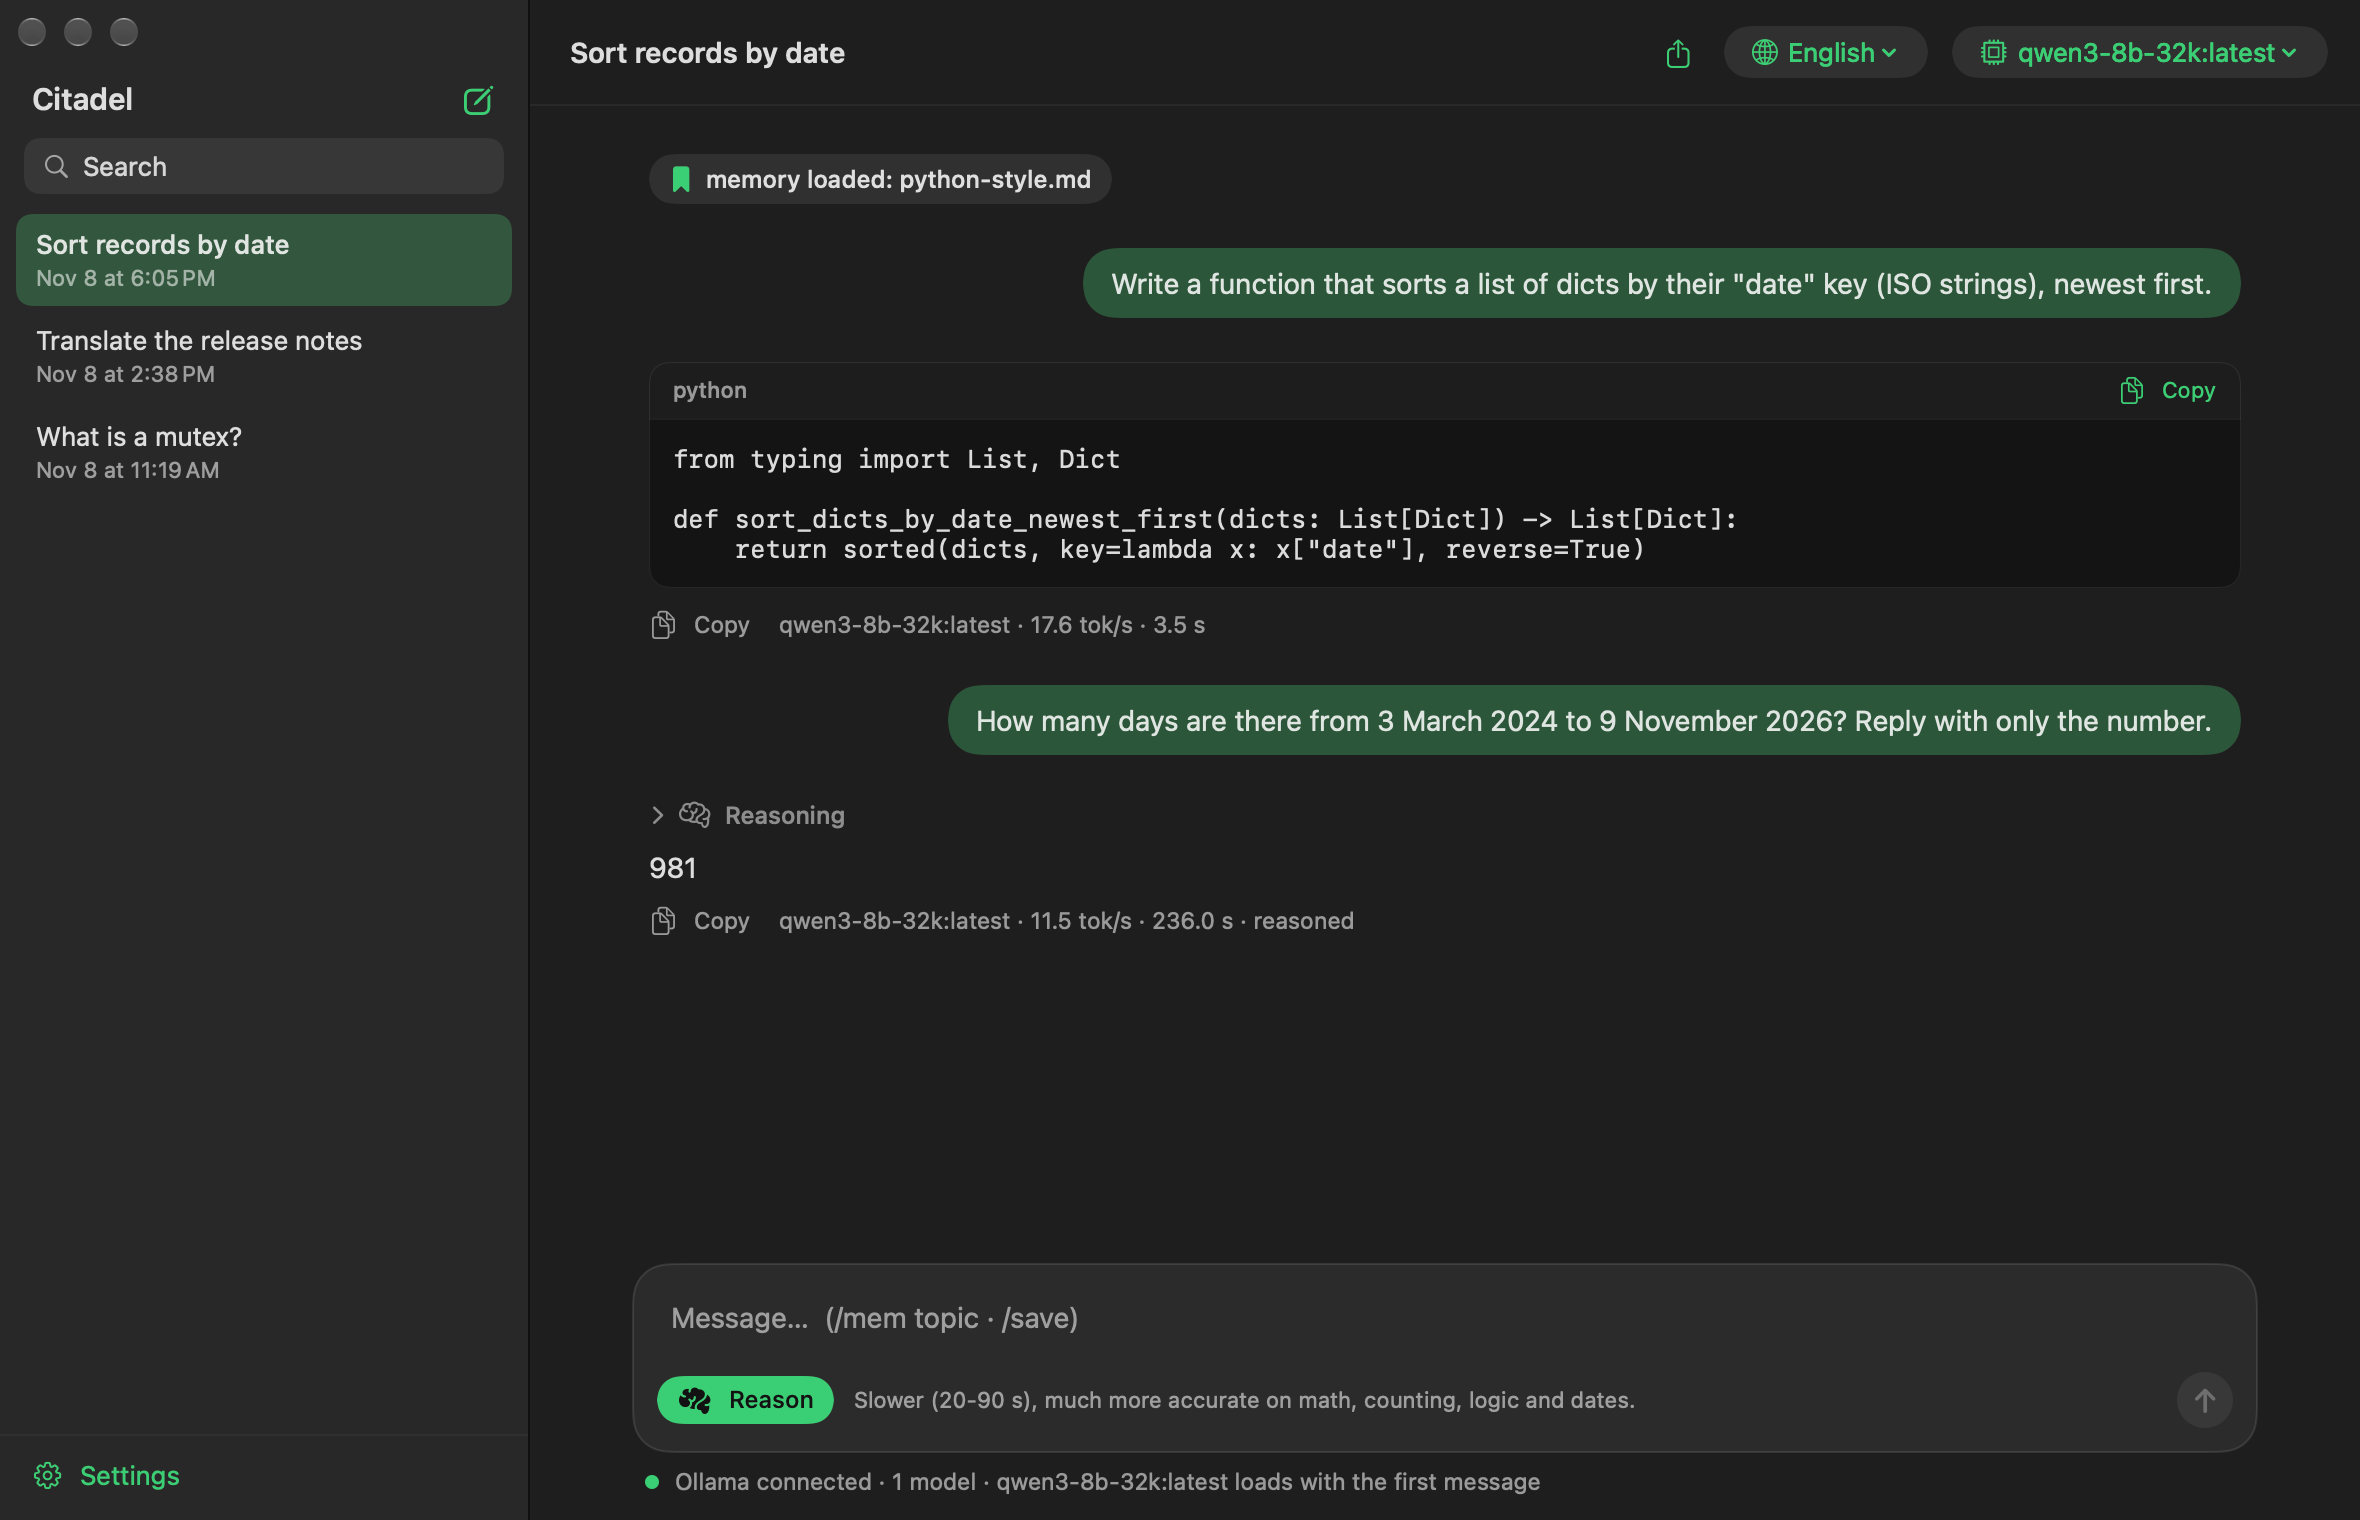 Citadel
Search
Sort records by date
Nov 8 at 6:05 PM
Translate the release notes
Nov 8 at 2:38 PM
What is a mutex?
Nov 8 at 11:19 AM
Settings
Sort records by date
English
qwen3-8b-32k:latest
memory loaded: python-style.md
Write a function that sorts a list of dicts by their "date" key (ISO strings), newest first.
python
Copy
from typing import List, Dict
def sort_dicts_by_date_newest_first(dicts: List[Dict]) -> List[Dict]:
    return sorted(dicts, key=lambda x: x["date"], reverse=True)
Copy qwen3-8b-32k:latest · 17.6 tok/s · 3.5 s
How many days are there from 3 March 2024 to 9 November 2026? Reply with only the number.
Reasoning
981
Copy qwen3-8b-32k:latest · 11.5 tok/s · 236.0 s · reasoned
Message... (/mem topic · /save)
Reason
Slower (20-90 s), much more accurate on math, counting, logic and dates.
Ollama connected · 1 model · qwen3-8b-32k:latest loads with the first message